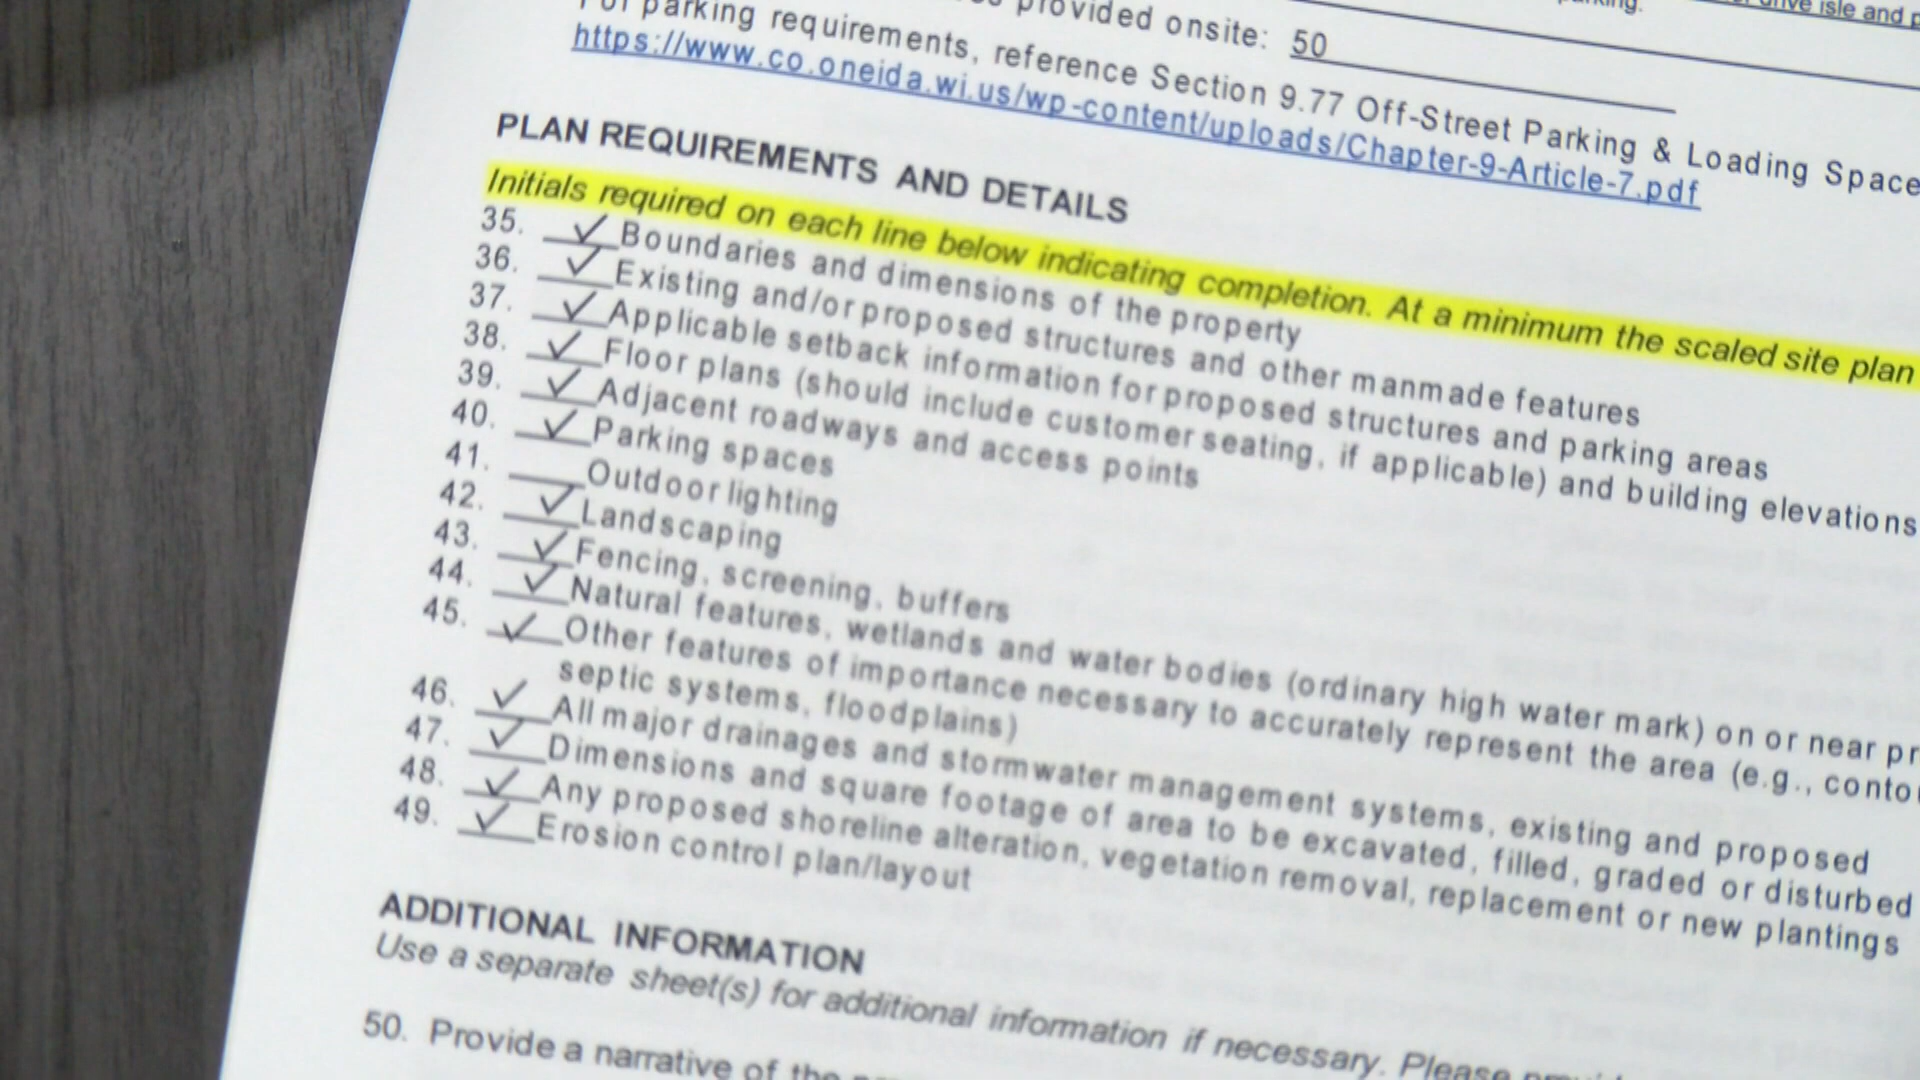 drive isle and
provided onsite: 50
For parking requirements, reference Section 9.77 Off-Street Parking & Loading Space
https://www.co.oneida.wi.us/wp-content/uploads/Chapter-9-Article-7.pdf
PLAN REQUIREMENTS AND DETAILS
Initials required on each line below indicating completion. At a minimum the scaled site plan
35. ✓ Boundaries and dimensions of the property
36. ✓ Existing and/or proposed structures and other manmade features
37. ✓ Applicable setback information for proposed structures and parking areas
38. ✓ Floor plans (should include customer seating, if applicable) and building elevations
39. ✓ Adjacent roadways and access points
40. ✓ Parking spaces
41. ___ Outdoor lighting
42. ✓ Landscaping
43. ✓ Fencing, screening, buffers
44. ✓ Natural features, wetlands and water bodies (ordinary high water mark) on or near pr
45. ✓ Other features of importance necessary to accurately represent the area (e.g., conto
septic systems, floodplains)
46. ✓ All major drainages and stormwater management systems, existing and proposed
47. ✓ Dimensions and square footage of area to be excavated, filled, graded or disturbed
48. ✓ Any proposed shoreline alteration, vegetation removal, replacement or new plantings
49. ✓ Erosion control plan/layout
ADDITIONAL INFORMATION
Use a separate sheet(s) for additional information if necessary. Please
50. Provide a narrative of the